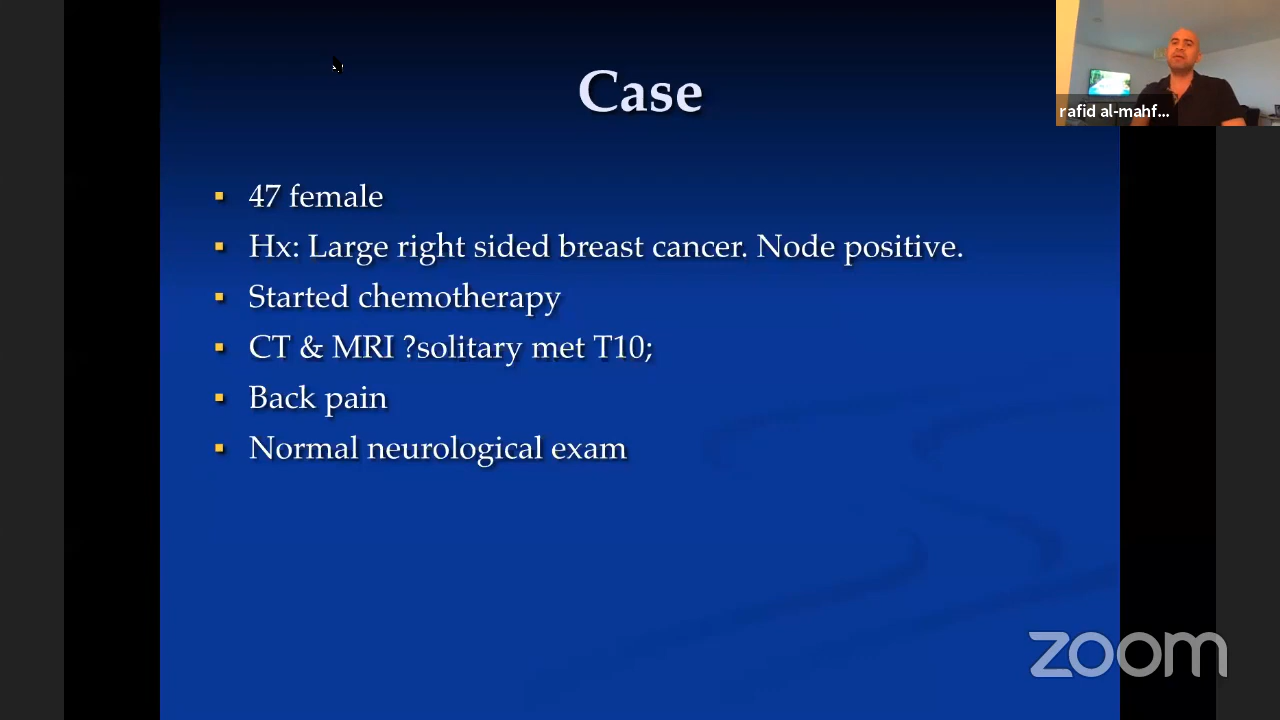 Case
rafid al-mahf...
▪ 47 female
▪ Hx: Large right sided breast cancer. Node positive.
▪ Started chemotherapy
▪ CT & MRI ?solitary met T10;
▪ Back pain
▪ Normal neurological exam
zoom